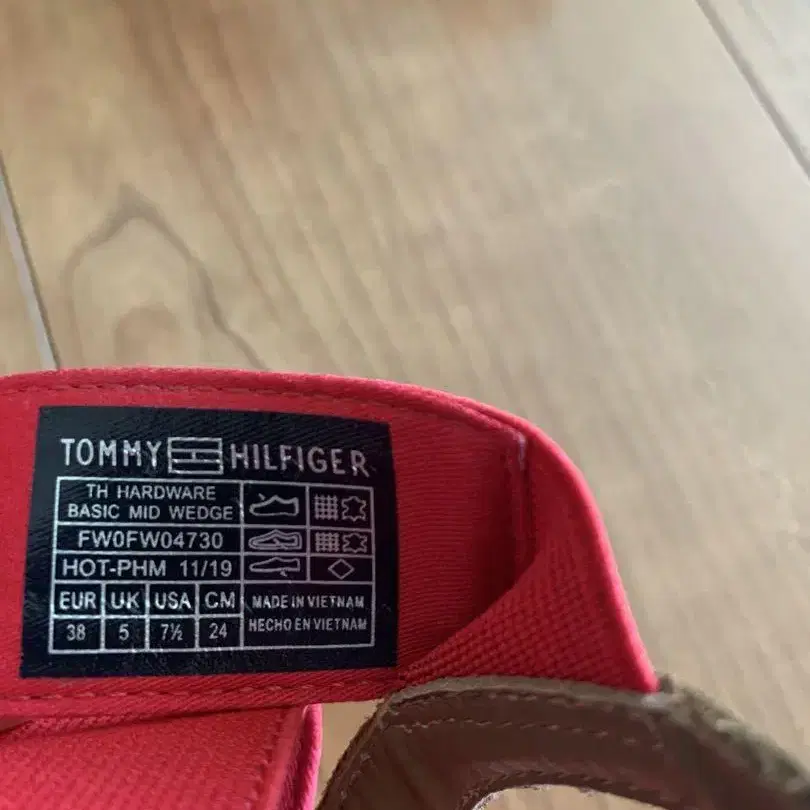 TOMMY HILFIGER
TH HARDWARE
BASIC MID WEDGE
FW0FW04730
HOT-PHM 11/19
EUR UK USA CM
38 5 7½ 24
MADE IN VIETNAM
HECHO EN VIETNAM